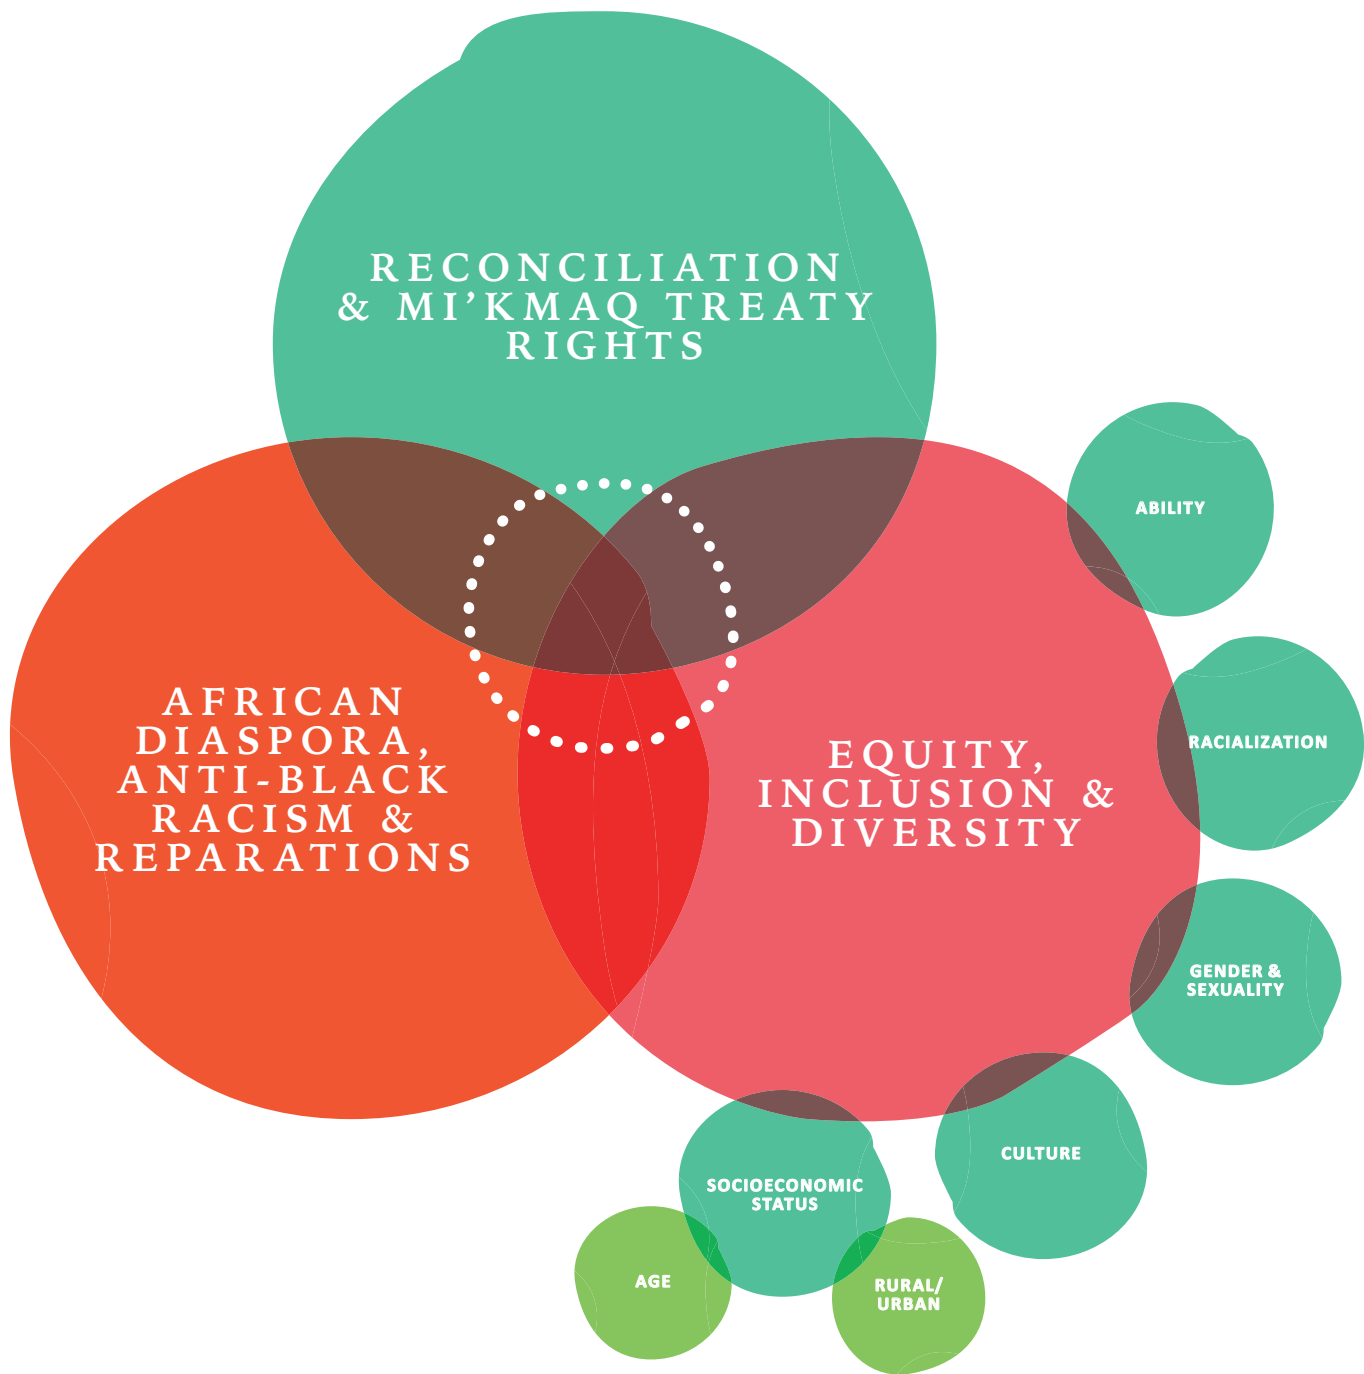 RECONCILIATION
& MI’KMAQ TREATY
RIGHTS
AFRICAN
DIASPORA,
ANTI-BLACK
RACISM &
REPARATIONS
EQUITY,
INCLUSION &
DIVERSITY
ABILITY
RACIALIZATION
GENDER &
SEXUALITY
CULTURE
SOCIOECONOMIC
STATUS
AGE
RURAL/
URBAN